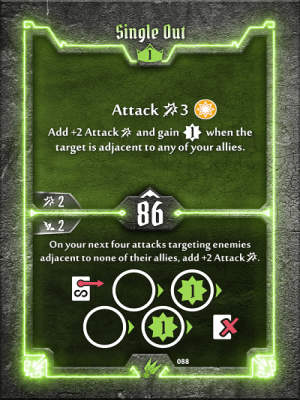 Single Out
1
Attack 3
Add +2 Attack and gain 1 when the
target is adjacent to any of your allies.
2
86
2
On your next four attacks targeting enemies
adjacent to none of their allies, add +2 Attack.
S
1
1
088